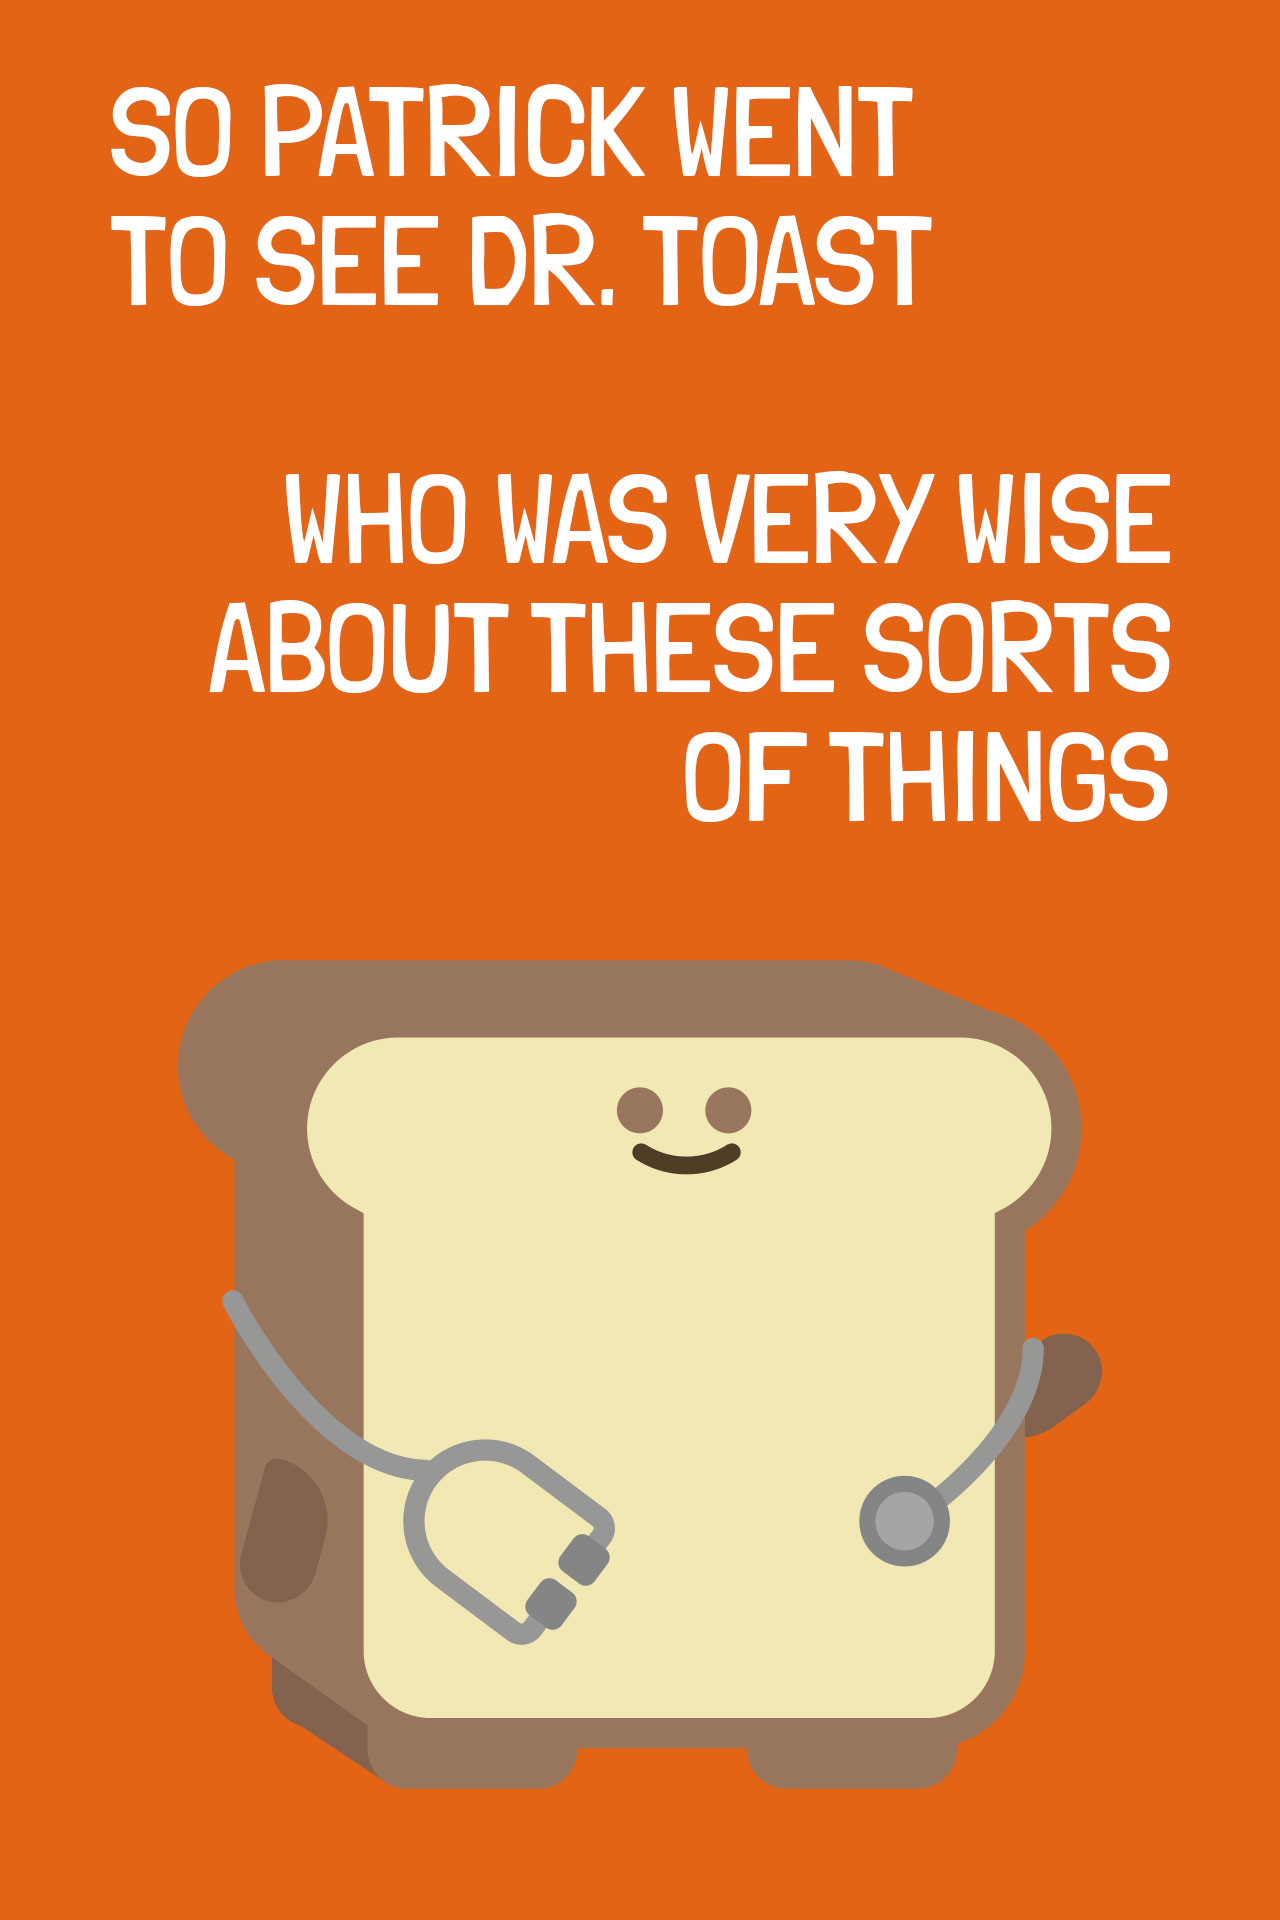 SO PATRICK WENT
TO SEE DR. TOAST
WHO WAS VERY WISE
ABOUT THESE SORTS
OF THINGS